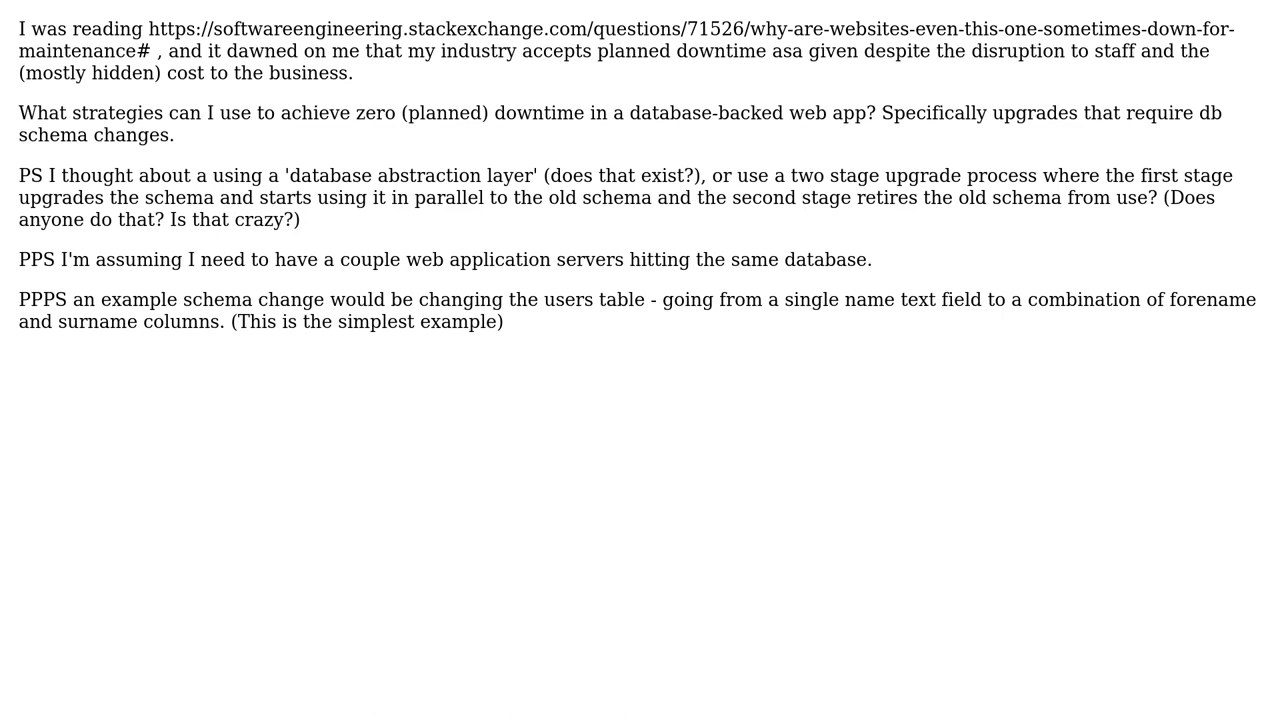 I was reading https://softwareengineering.stackexchange.com/questions/71526/why-are-websites-even-this-one-sometimes-down-for-
maintenance# , and it dawned on me that my industry accepts planned downtime asa given despite the disruption to staff and the
(mostly hidden) cost to the business.
What strategies can I use to achieve zero (planned) downtime in a database-backed web app? Specifically upgrades that require db
schema changes.
PS I thought about a using a 'database abstraction layer' (does that exist?), or use a two stage upgrade process where the first stage
upgrades the schema and starts using it in parallel to the old schema and the second stage retires the old schema from use? (Does
anyone do that? Is that crazy?)
PPS I'm assuming I need to have a couple web application servers hitting the same database.
PPPS an example schema change would be changing the users table - going from a single name text field to a combination of forename
and surname columns. (This is the simplest example)